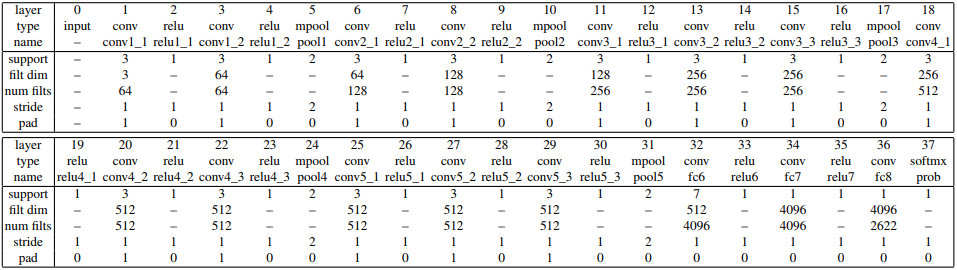 layer 0 1 2 3 4 5 6 7 8 9 10 11 12 13 14 15 16 17 18
type input conv relu conv relu mpool conv relu conv relu mpool conv relu conv relu conv relu mpool conv
name – conv1_1 relu1_1 conv1_2 relu1_2 pool1 conv2_1 relu2_1 conv2_2 relu2_2 pool2 conv3_1 relu3_1 conv3_2 relu3_2 conv3_3 relu3_3 pool3 conv4_1
support – 3 1 3 1 2 3 1 3 1 2 3 1 3 1 3 1 2 3
filt dim – 3 – 64 – – 64 – 128 – – 128 – 256 – 256 – – 256
num filts – 64 – 64 – – 128 – 128 – – 256 – 256 – 256 – – 512
stride – 1 1 1 1 2 1 1 1 1 2 1 1 1 1 1 1 2 1
pad – 1 0 1 0 0 1 0 1 0 0 1 0 1 0 1 0 0 1
layer 19 20 21 22 23 24 25 26 27 28 29 30 31 32 33 34 35 36 37
type relu conv relu conv relu mpool conv relu conv relu conv relu mpool conv relu conv relu conv softmx
name relu4_1 conv4_2 relu4_2 conv4_3 relu4_3 pool4 conv5_1 relu5_1 conv5_2 relu5_2 conv5_3 relu5_3 pool5 fc6 relu6 fc7 relu7 fc8 prob
support 1 3 1 3 1 2 3 1 3 1 3 1 2 7 1 1 1 1 1
filt dim – 512 – 512 – – 512 – 512 – 512 – – 512 – 4096 – 4096 –
num filts – 512 – 512 – – 512 – 512 – 512 – – 4096 – 4096 – 2622 –
stride 1 1 1 1 1 2 1 1 1 1 1 1 2 1 1 1 1 1 1
pad 0 1 0 1 0 0 1 0 1 0 1 0 0 0 0 0 0 0 0